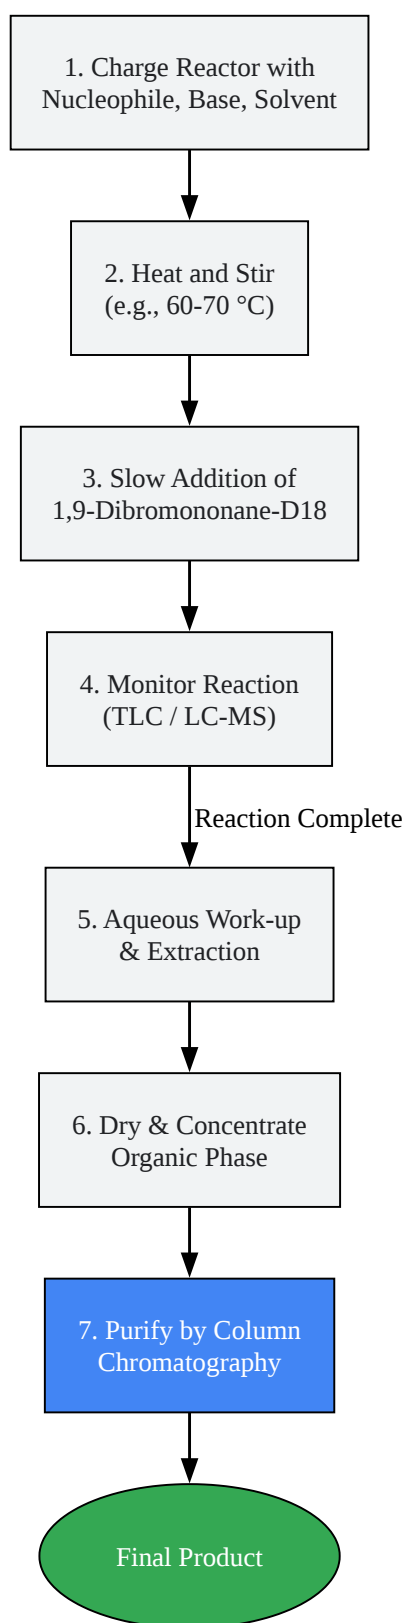 1. Charge Reactor with
Nucleophile, Base, Solvent
2. Heat and Stir
(e.g., 60-70 °C)
3. Slow Addition of
1,9-Dibromononane-D18
4. Monitor Reaction
(TLC / LC-MS)
Reaction Complete
5. Aqueous Work-up
& Extraction
6. Dry & Concentrate
Organic Phase
7. Purify by Column
Chromatography
Final Product